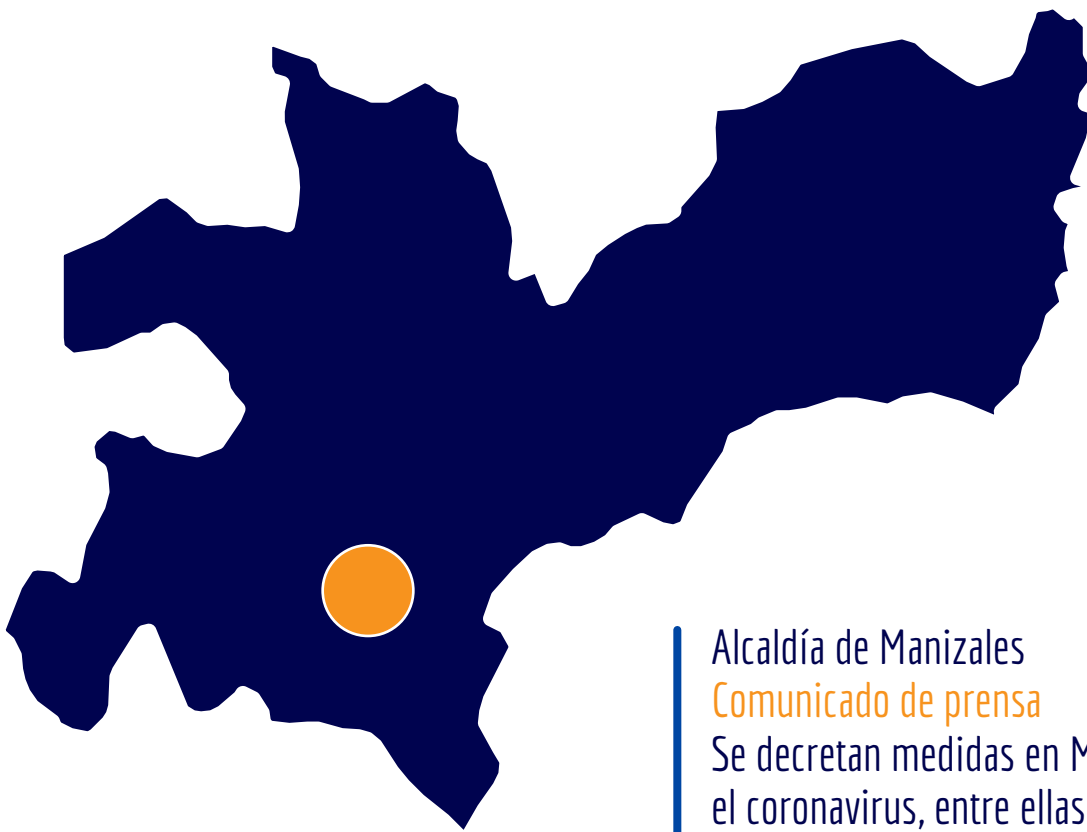 Alcaldía de Manizales
Comunicado de prensa
Se decretan medidas en
el coronavirus, entre ellas